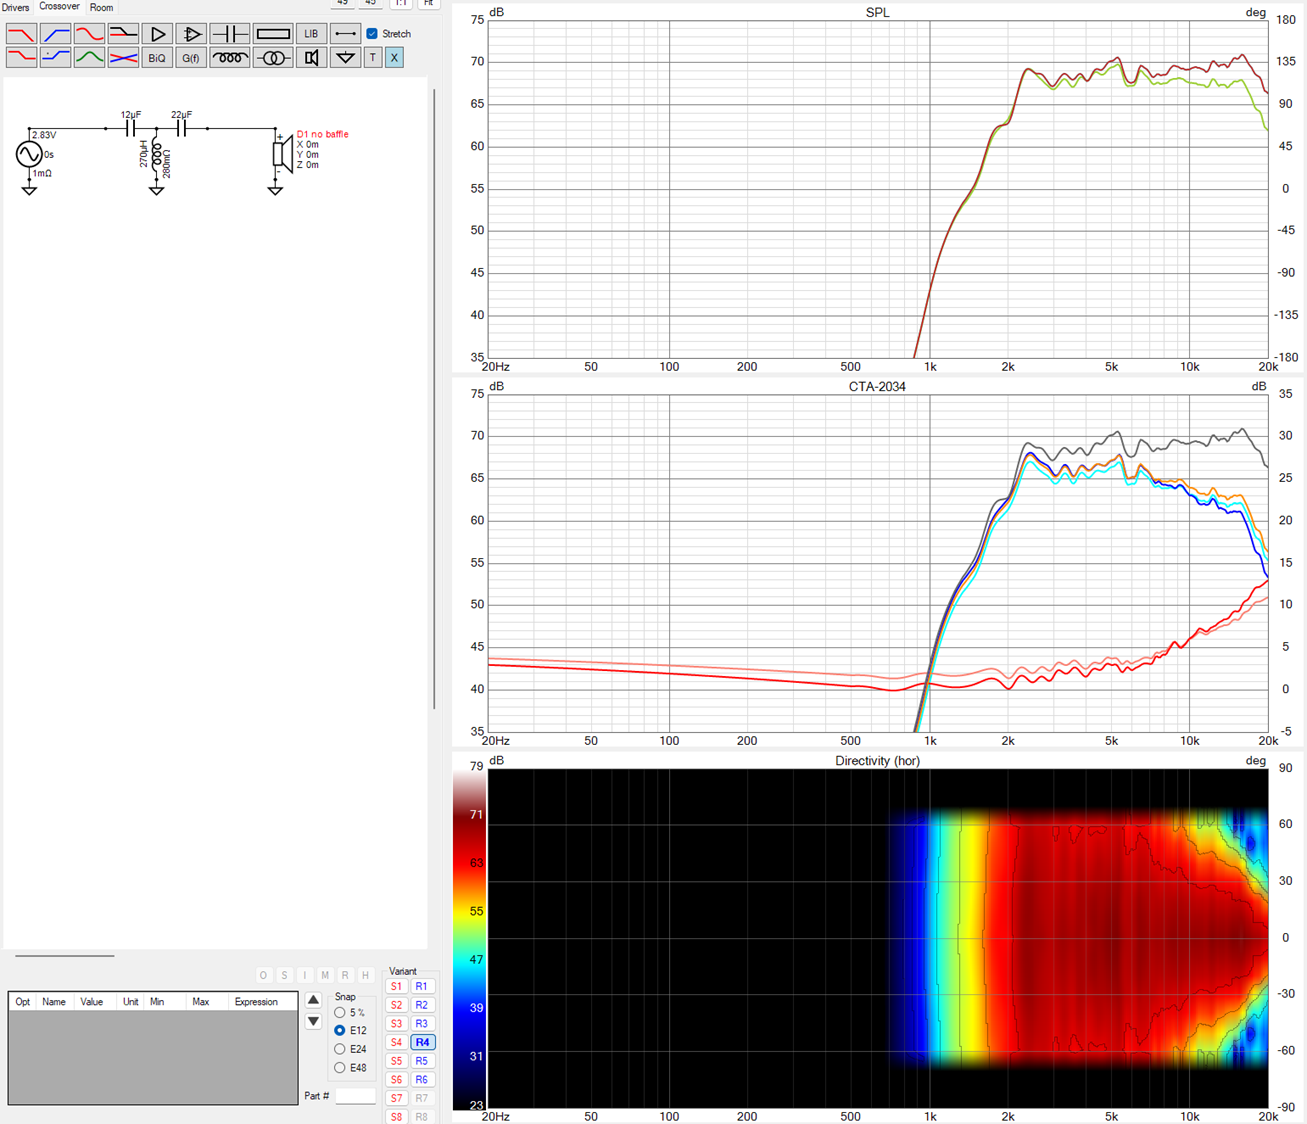 Drivers Crossover Room
49 45 1:1 Fit
LIB
Stretch
BiQ G(f) T X
12µF 22µF
2.83V
0s
1mΩ
270µH
280mΩ
+
-
D1 no baffle
X 0m
Y 0m
Z 0m
O S I M R H
Opt Name Value Unit Min Max Expression
Snap
5 %
E12
E24
E48
Part #
Variant
S1 R1
S2 R2
S3 R3
S4 R4
S5 R5
S6 R6
S7 R7
S8 R8
dB SPL deg
75 180
70 135
65 90
60 45
55 0
50 -45
45 -90
40 -135
35 -180
20Hz 50 100 200 500 1k 2k 5k 10k 20k
dB CTA-2034 dB
75 35
70 30
65 25
60 20
55 15
50 10
45 5
40 0
35 -5
20Hz 50 100 200 500 1k 2k 5k 10k 20k
dB Directivity (hor) deg
79 90
71
60
63
30
55
0
47
39 -30
31 -60
23 -90
20Hz 50 100 200 500 1k 2k 5k 10k 20k